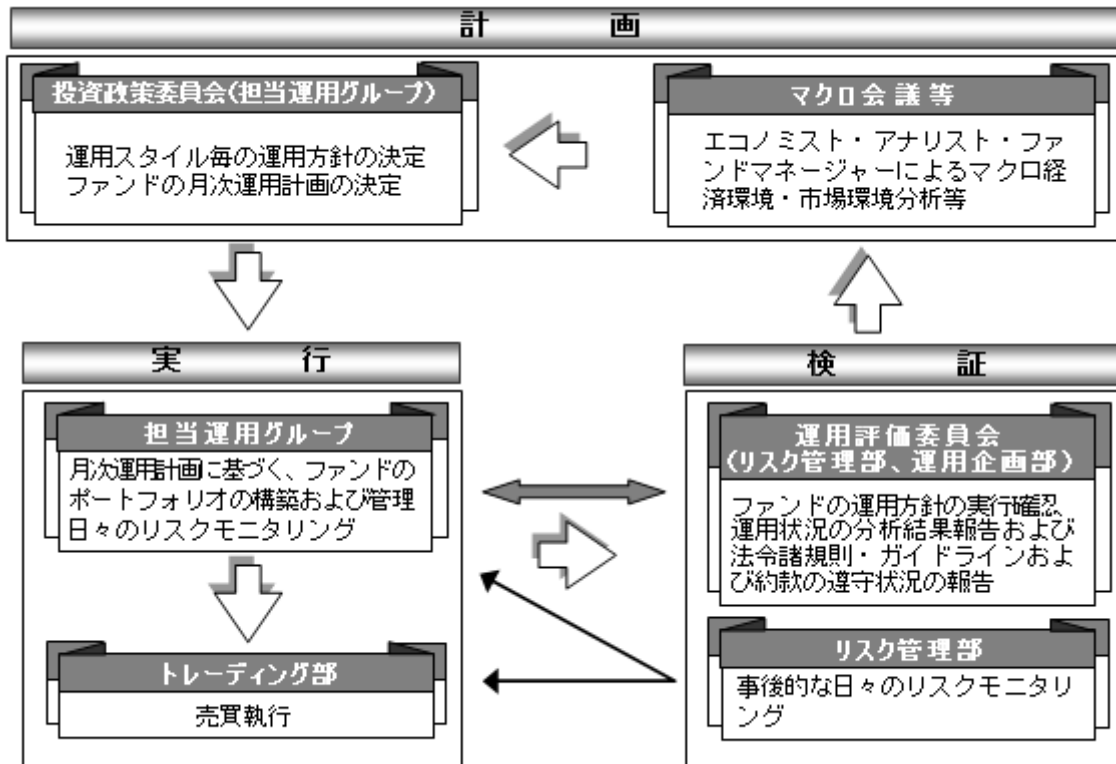 計 画
投資政策委員会(担当運用グループ)
運用スタイル毎の運用方針の決定
ファンドの月次運用計画の決定
マクロ会議等
エコノミスト・アナリスト・ファ
ンドマネージャーによるマクロ経
済環境・市場環境分析等
実 行
担当運用グループ
月次運用計画に基づく、ファンドの
ポートフォリオの構築および管理
日々のリスクモニタリング
トレーディング部
売買執行
検 証
運用評価委員会
(リスク管理部、運用企画部)
ファンドの運用方針の実行確認
運用状況の分析結果報告および
法令諸規則・ガイドラインおよ
び約款の遵守状況の報告
リスク管理部
事後的な日々のリスクモニタリ
ング